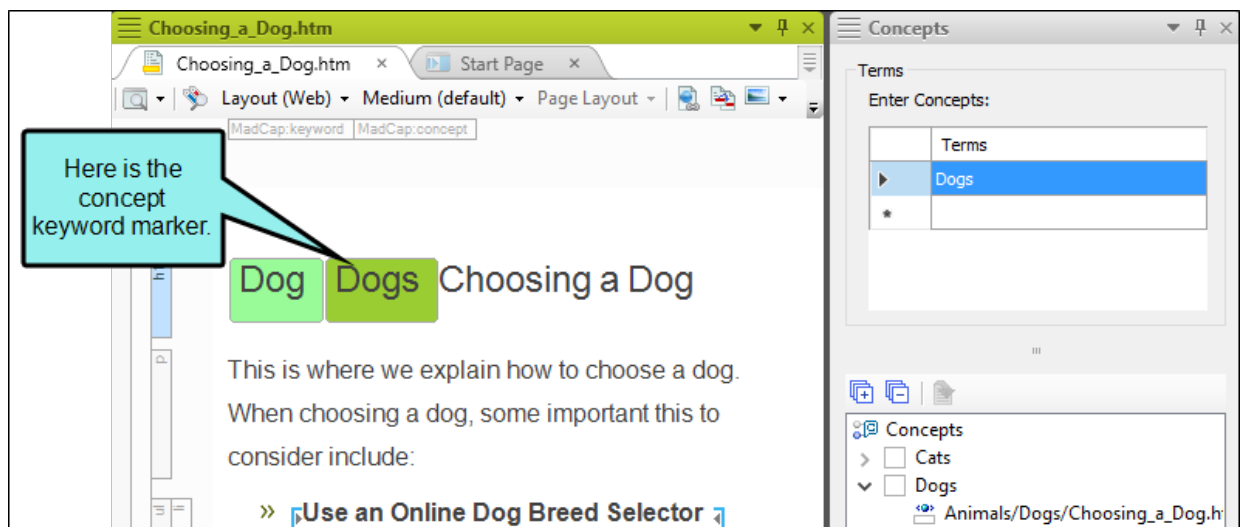 Choosing_a_Dog.htm
Choosing_a_Dog.htm × Start Page ×
Layout (Web) Medium (default) Page Layout
MadCap:keyword MadCap:concept
Here is the
concept
keyword marker.
h1
Dog Dogs Choosing a Dog
p
This is where we explain how to choose a dog.
When choosing a dog, some important this to
consider include:
» Use an Online Dog Breed Selector
Concepts
Terms
Enter Concepts:
Terms
Dogs
*
Concepts
Cats
Dogs
Animals/Dogs/Choosing_a_Dog.h